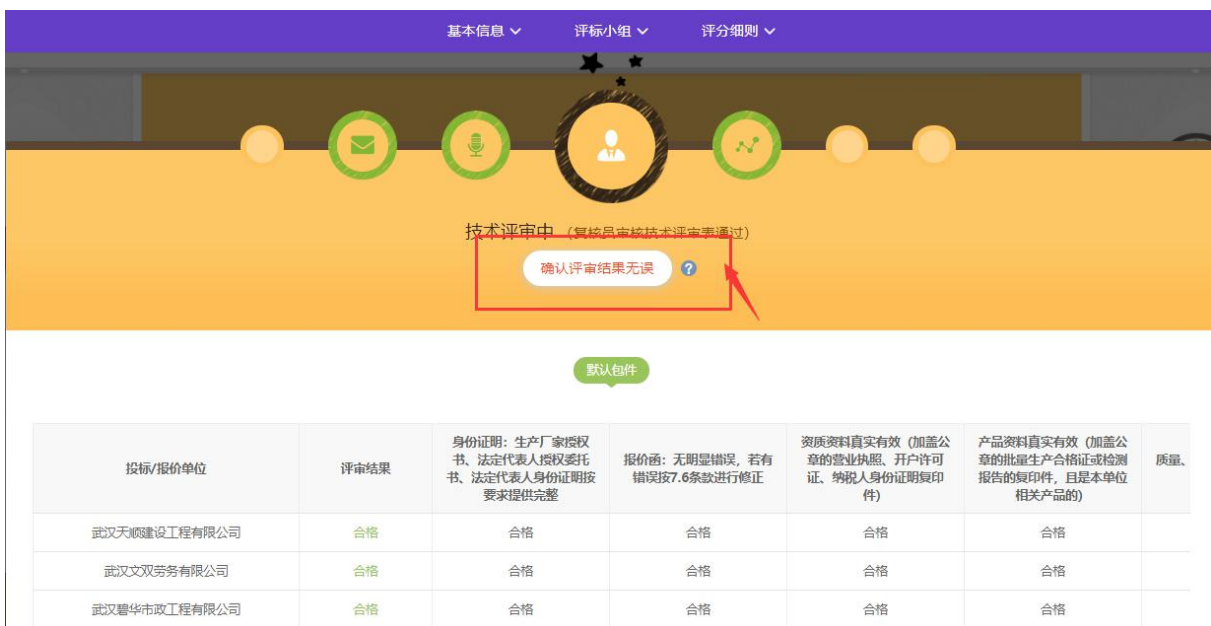 基本信息 评标小组 评分细则
技术评审中 (复核员审核技术评审表通过)
确认评审结果无误 ?
默认包件
投标/报价单位 评审结果 身份证明：生产厂家授权 报价函：无明显错误，若有 资质资料真实有效（加盖公 产品资料真实有效（加盖公 质量、
书、法定代表人授权委托 错误按7.6条款进行修正 章的营业执照、开户许可 章的批量生产合格证或检测
书、法定代表人身份证明按 证、纳税人身份证明复印 报告的复印件，且是本单位
要求提供完整 件） 相关产品的)
武汉天顺建设工程有限公司 合格 合格 合格 合格 合格
武汉文双劳务有限公司 合格 合格 合格 合格 合格
武汉碧华市政工程有限公司 合格 合格 合格 合格 合格